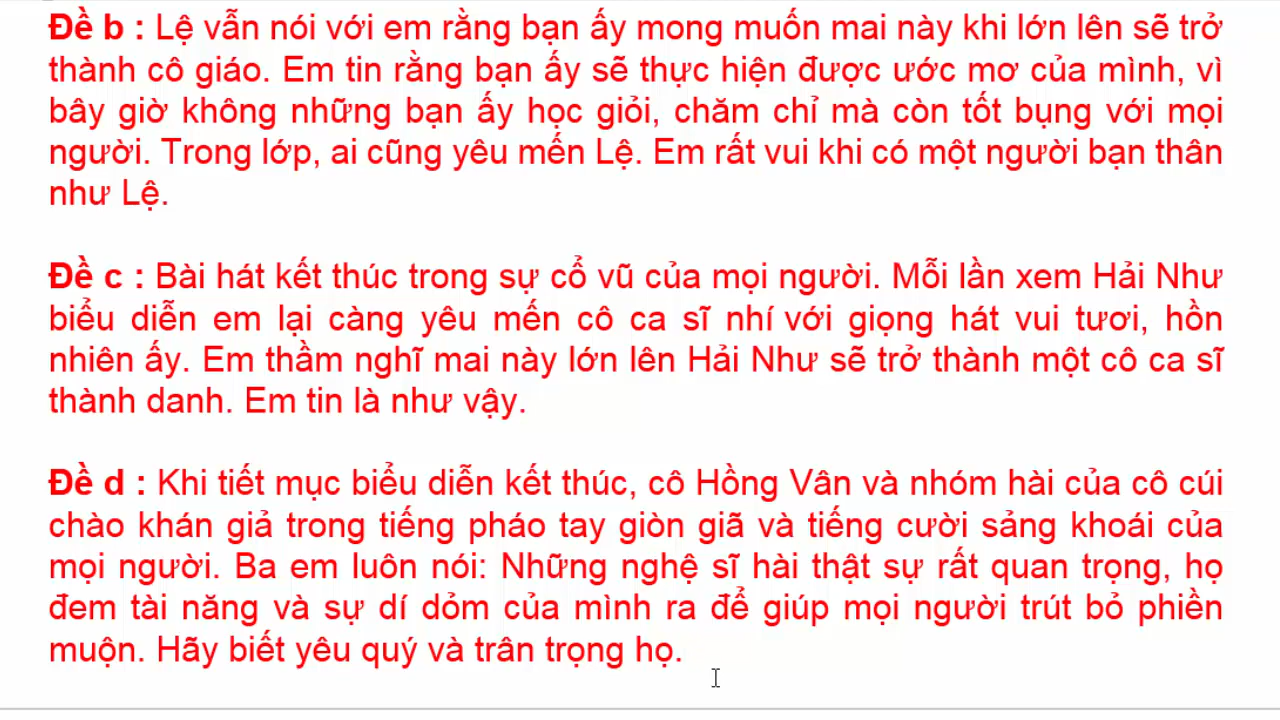 Đề b : Lệ vẫn nói với em rằng bạn ấy mong muốn mai này khi lớn lên sẽ trở
thành cô giáo. Em tin rằng bạn ấy sẽ thực hiện được ước mơ của mình, vì
bây giờ không những bạn ấy học giỏi, chăm chỉ mà còn tốt bụng với mọi
người. Trong lớp, ai cũng yêu mến Lệ. Em rất vui khi có một người bạn thân
như Lệ.
Đề c : Bài hát kết thúc trong sự cổ vũ của mọi người. Mỗi lần xem Hải Như
biểu diễn em lại càng yêu mến cô ca sĩ nhí với giọng hát vui tươi, hồn
nhiên ấy. Em thầm nghĩ mai này lớn lên Hải Như sẽ trở thành một cô ca sĩ
thành danh. Em tin là như vậy.
Đề d : Khi tiết mục biểu diễn kết thúc, cô Hồng Vân và nhóm hài của cô cúi
chào khán giả trong tiếng pháo tay giòn giã và tiếng cười sảng khoái của
mọi người. Ba em luôn nói: Những nghệ sĩ hài thật sự rất quan trọng, họ
đem tài năng và sự dí dỏm của mình ra để giúp mọi người trút bỏ phiền
muộn. Hãy biết yêu quý và trân trọng họ.